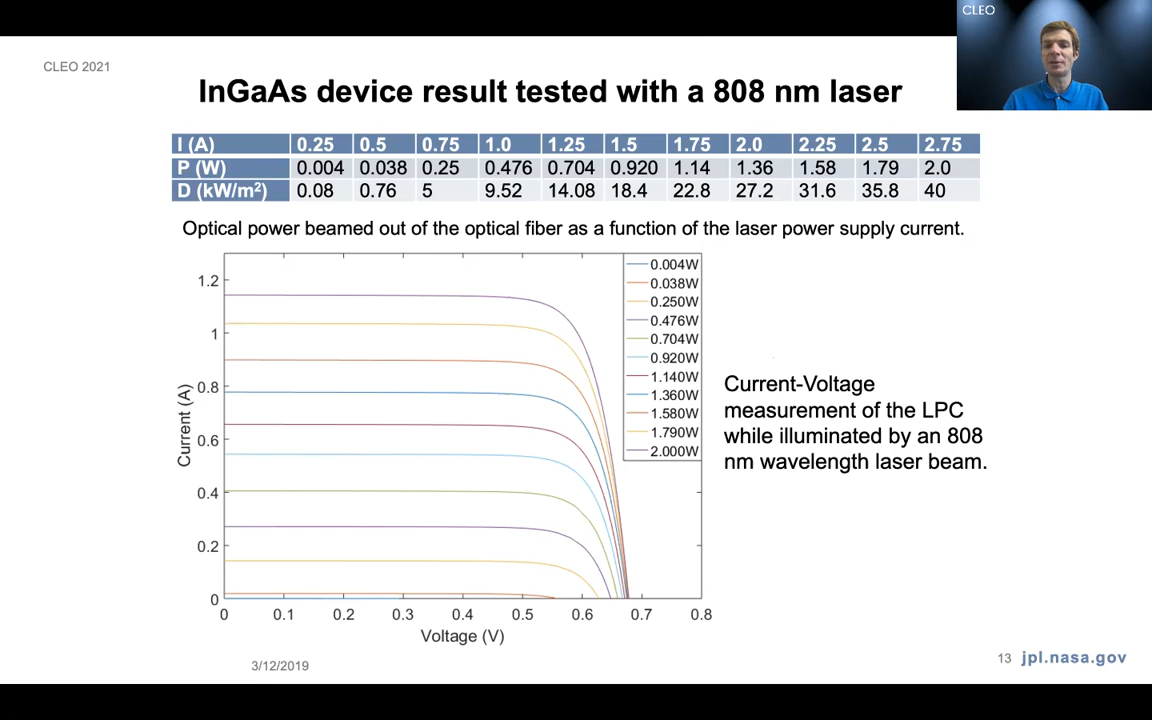 CLEO
CLEO 2021
InGaAs device result tested with a 808 nm laser
I (A) 0.25 0.5 0.75 1.0 1.25 1.5 1.75 2.0 2.25 2.5 2.75
P (W) 0.004 0.038 0.25 0.476 0.704 0.920 1.14 1.36 1.58 1.79 2.0
D (kW/m²) 0.08 0.76 5 9.52 14.08 18.4 22.8 27.2 31.6 35.8 40
Optical power beamed out of the optical fiber as a function of the laser power supply current.
1.2
1
0.8
0.6
0.4
0.2
0
Current (A)
0 0.1 0.2 0.3 0.4 0.5 0.6 0.7 0.8
Voltage (V)
0.004W
0.038W
0.250W
0.476W
0.704W
0.920W
1.140W
1.360W
1.580W
1.790W
2.000W
Current-Voltage
measurement of the LPC
while illuminated by an 808
nm wavelength laser beam.
3/12/2019
13 jpl.nasa.gov